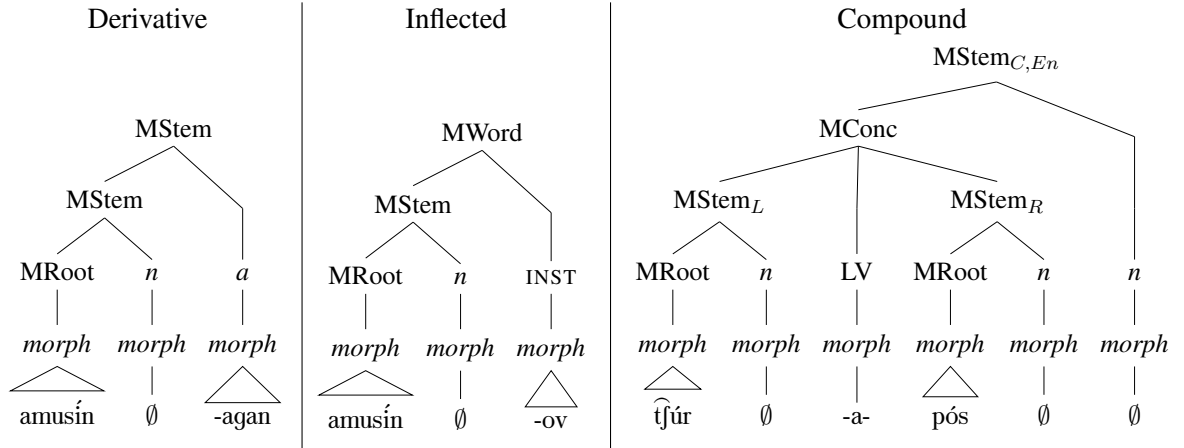 Derivative Inflected Compound
MStem_{C,En}
MStem MWord MConc
MStem MStem MStem_L MStem_R
MRoot n a MRoot n INST MRoot n LV MRoot n n
morph morph morph morph morph morph morph morph morph morph morph morph
amusín ∅ -agan amusín ∅ -ov t͡ʃúr ∅ -a- pós ∅ ∅